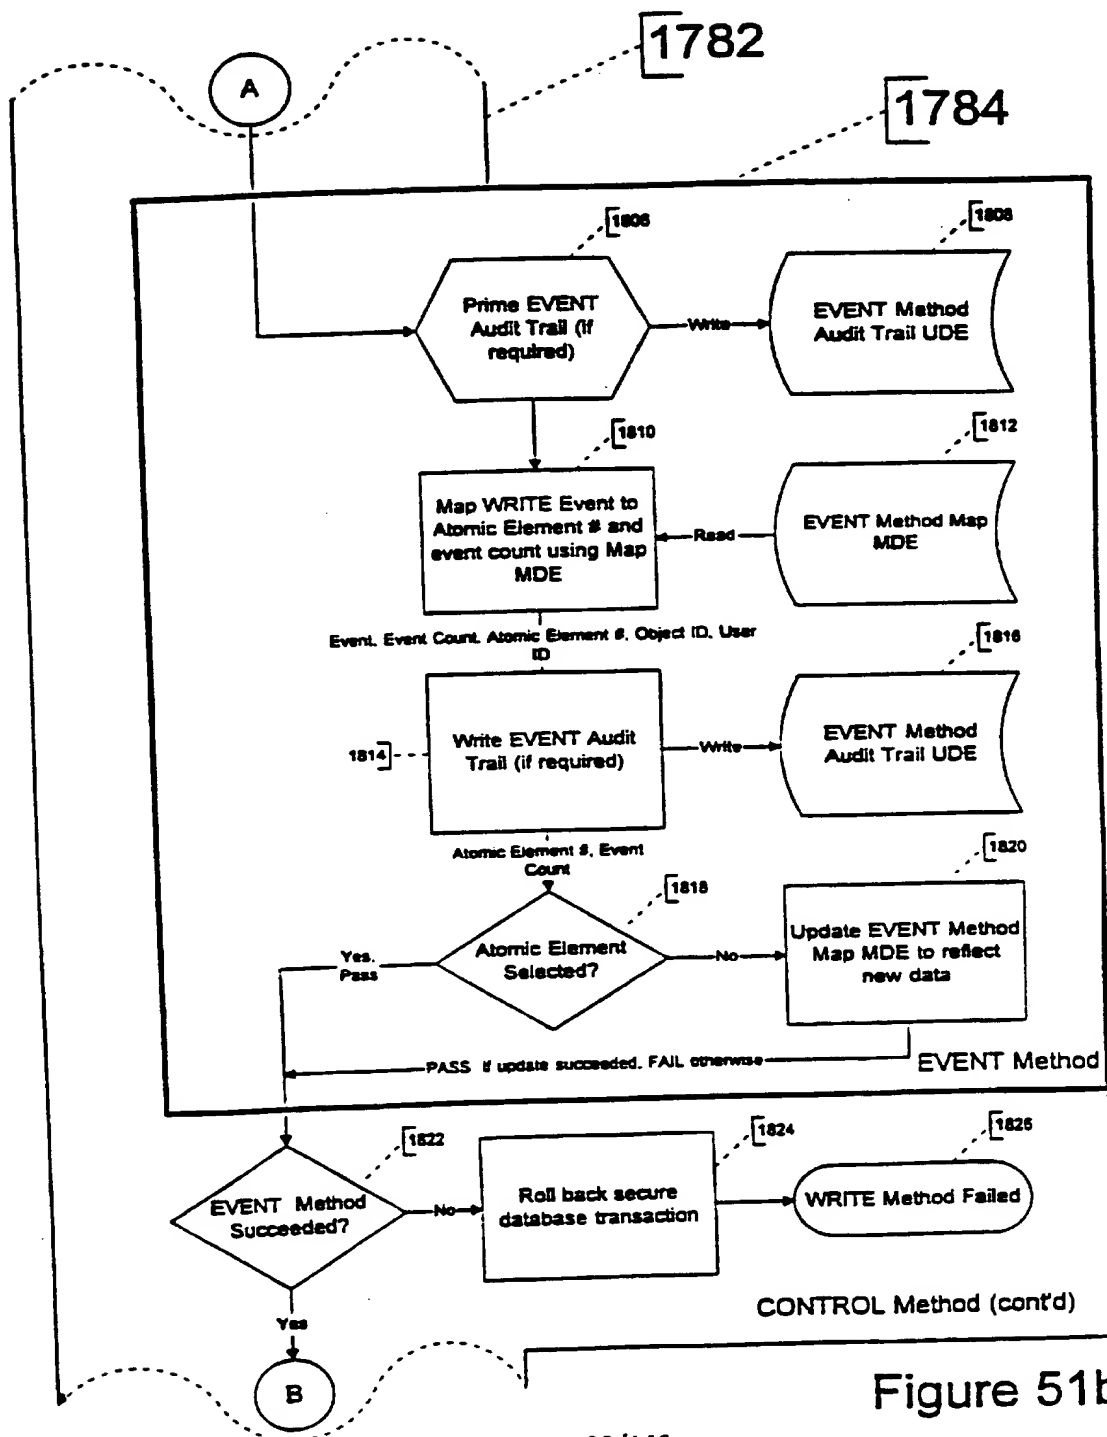 1782
A
1784
1806
1808
Prime EVENT
Audit Trail (if
required)
Write
EVENT Method
Audit Trail UDE
1810
1812
Map WRITE Event to
Atomic Element # and
event count using Map
MDE
Read
EVENT Method Map
MDE
Event, Event Count, Atomic Element #, Object ID, User
ID
1816
1814
Write EVENT Audit
Trail (if required)
Write
EVENT Method
Audit Trail UDE
Atomic Element #, Event
Count
1820
1818
Yes,
Pass
Atomic Element
Selected?
No
Update EVENT Method
Map MDE to reflect
new data
PASS if update succeeded, FAIL otherwise
EVENT Method
1822
1824
1826
EVENT Method
Succeeded?
No
Roll back secure
database transaction
WRITE Method Failed
Yes
CONTROL Method (cont'd)
B
Figure 51b